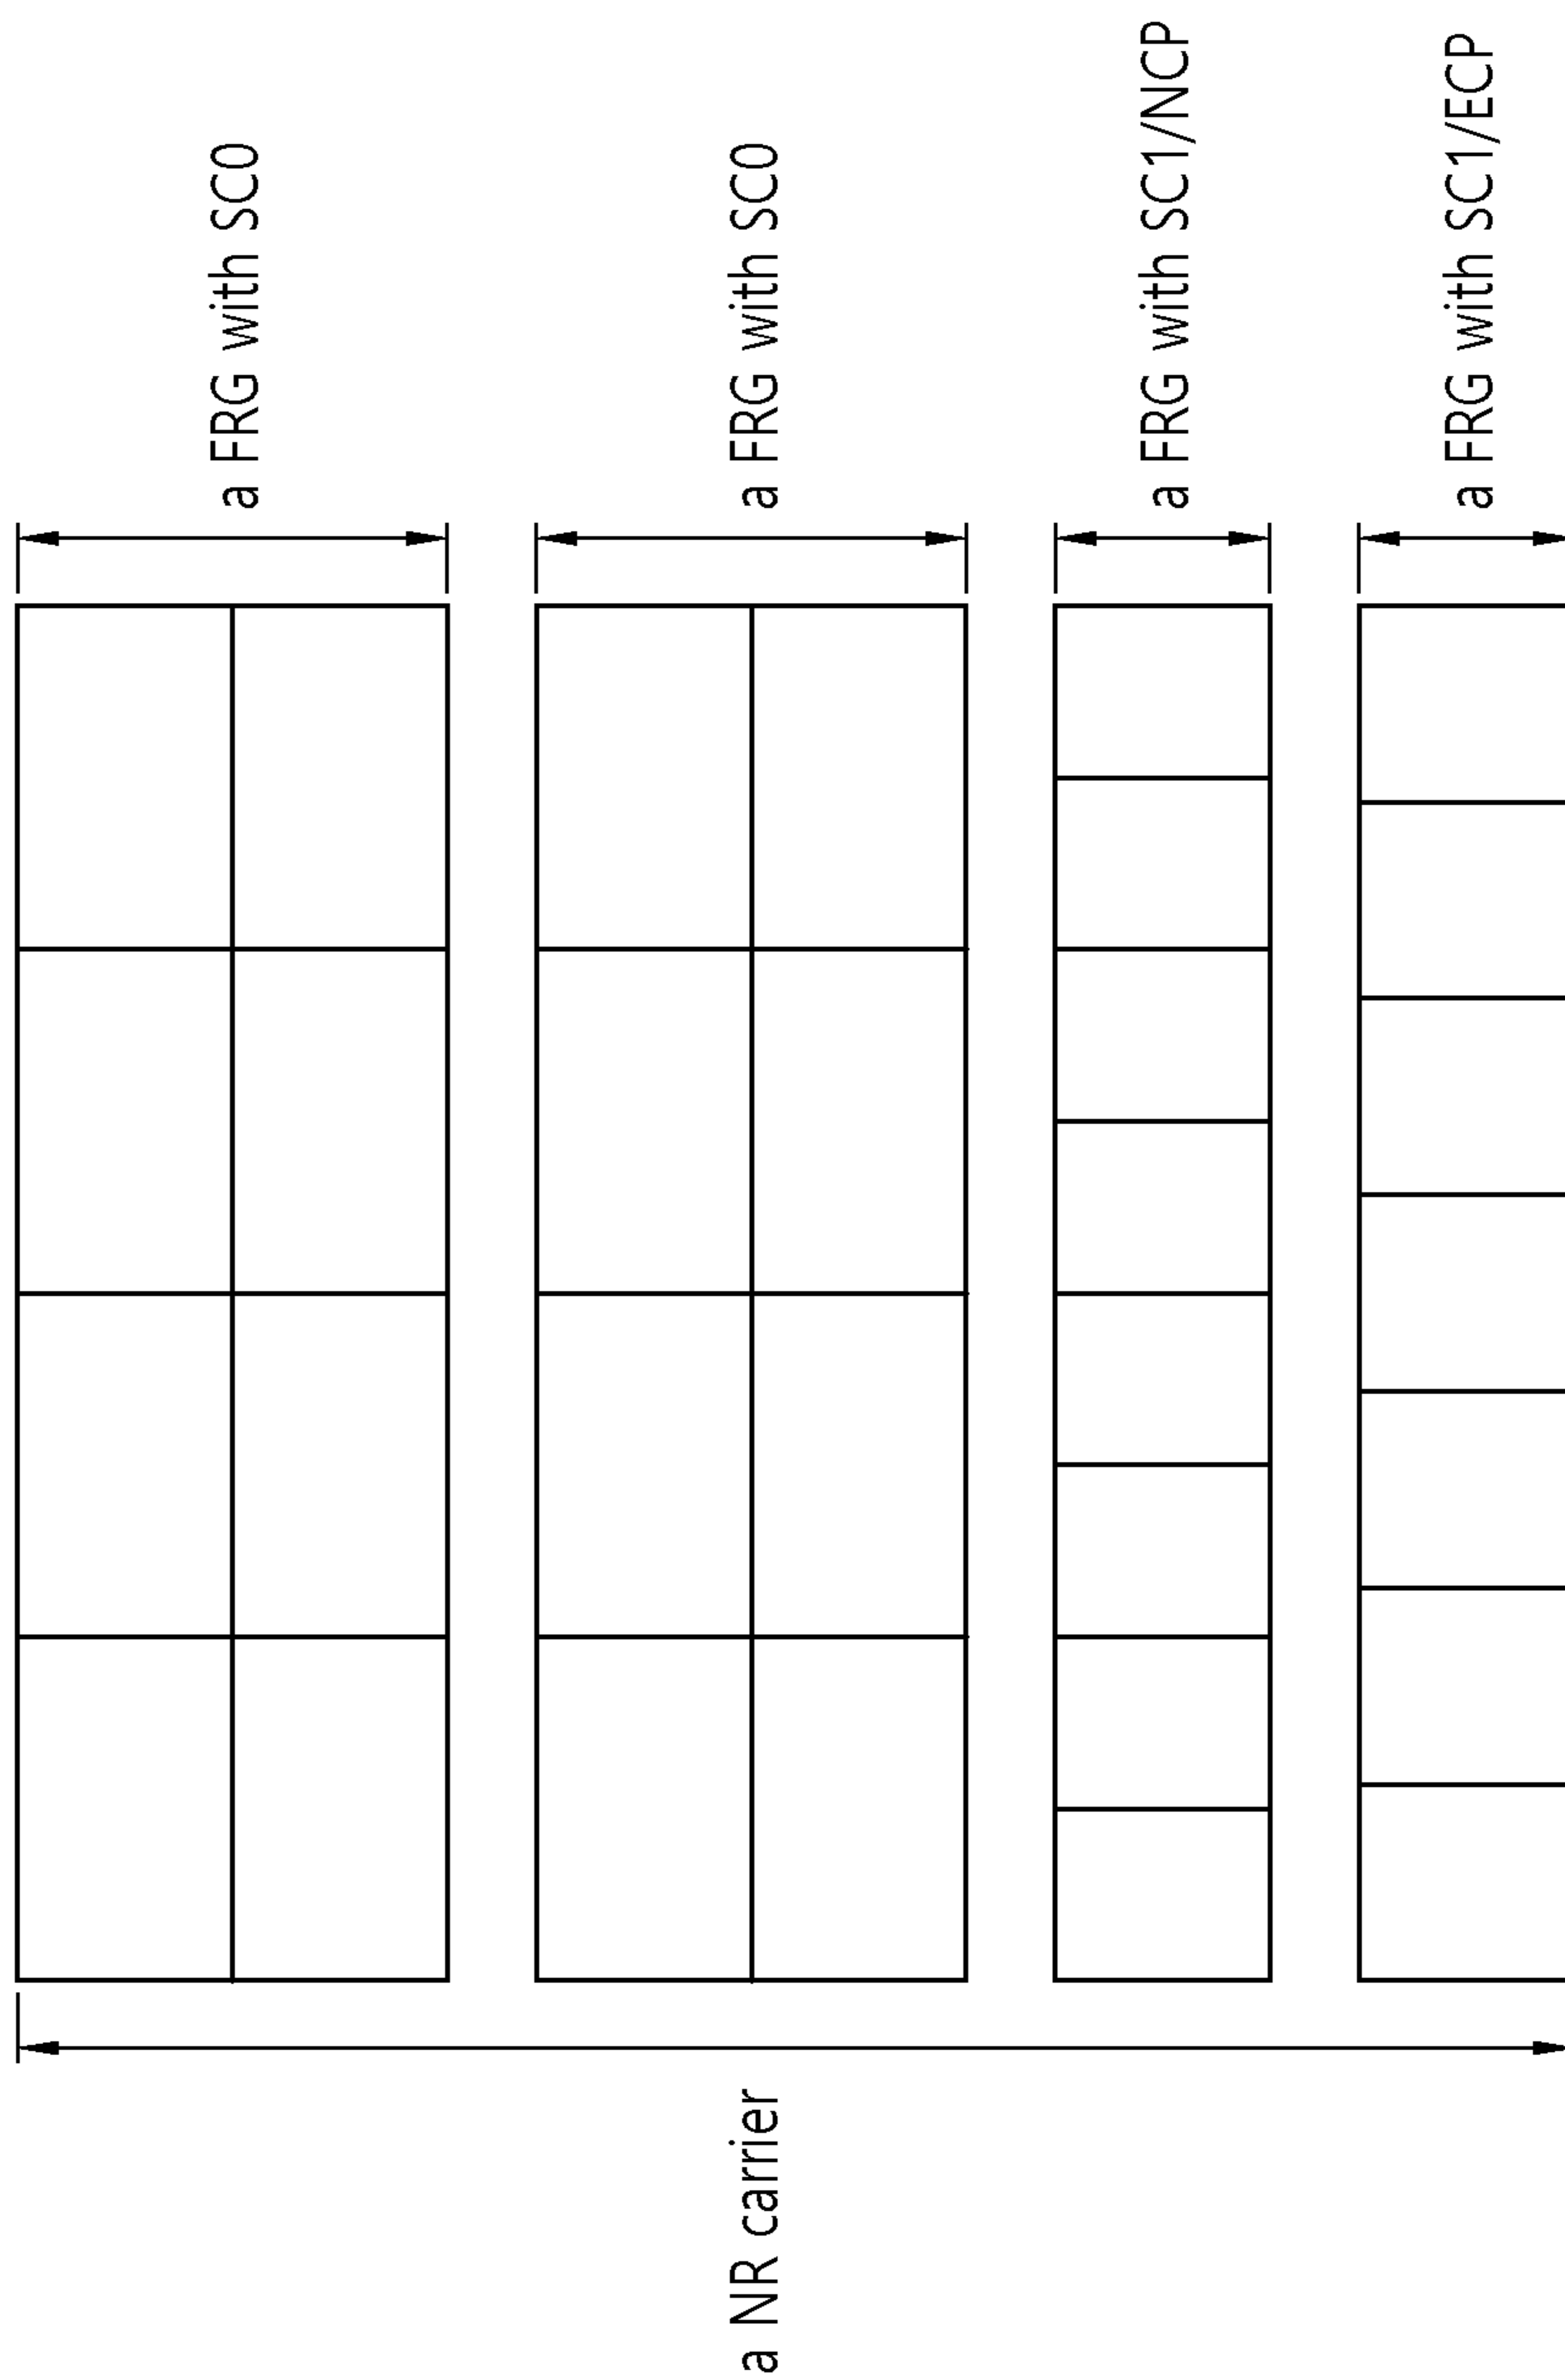 a FRG with SC0
a FRG with SC0
a FRG with SC1/NCP
a FRG with SC1/ECP
a NR carrier